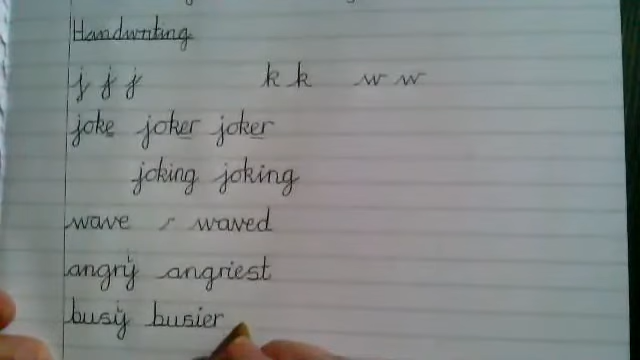 Handwriting
j j j k k w w
joke joker joker
joking joking
wave waved
angry angriest
busy busier